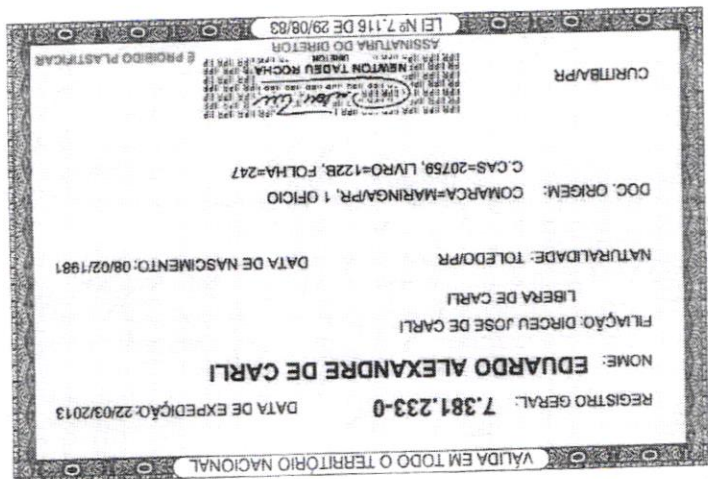 VÁLIDA EM TODO O TERRITÓRIO NACIONAL
REGISTRO GERAL: 7.381.233-0 DATA DE EXPEDIÇÃO: 22/03/2013
NOME: EDUARDO ALEXANDRE DE CARLI
FILIAÇÃO: DIRCEU JOSE DE CARLI
LIBERA DE CARLI
NATURALIDADE: TOLEDO/PR DATA DE NASCIMENTO: 08/02/1981
DOC. ORIGEM: COMARCA=MARINGA/PR, 1 OFICIO
C.CAS=20759, LIVRO=122B, FOLHA=247
CURITIBA/PR
NEWTON TADEU ROCHA
DIRETOR
ASSINATURA DO DIRETOR
É PROIBIDO PLASTIFICAR
LEI Nº 7.116 DE 29/08/83